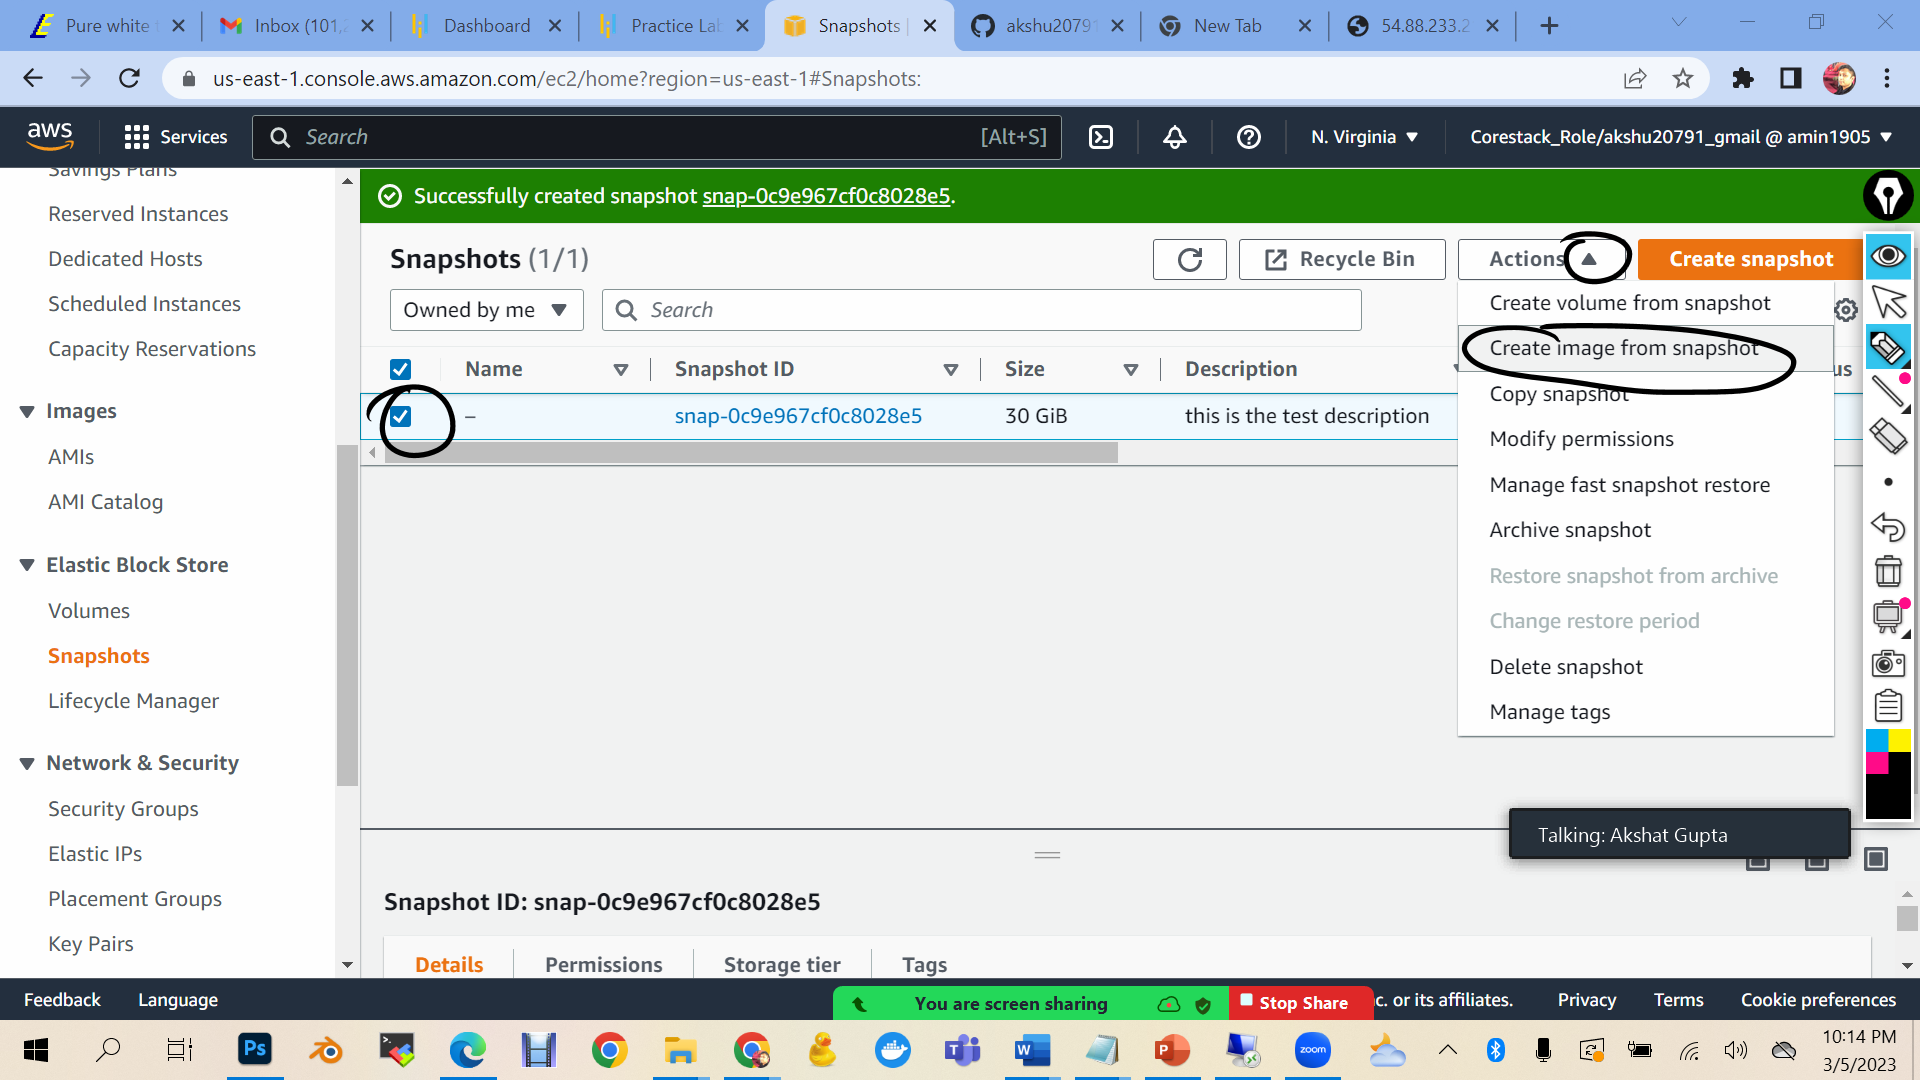 Pure white
Inbox (101,
Dashboard
Practice Lab
Snapshots |
akshu20791
New Tab
54.88.233.2
us-east-1.console.aws.amazon.com/ec2/home?region=us-east-1#Snapshots:
aws
Services
Search
[Alt+S]
N. Virginia
Corestack_Role/akshu20791_gmail @ amin1905
Savings Plans
Reserved Instances
Dedicated Hosts
Scheduled Instances
Capacity Reservations
Images
AMIs
AMI Catalog
Elastic Block Store
Volumes
Snapshots
Lifecycle Manager
Network & Security
Security Groups
Elastic IPs
Placement Groups
Key Pairs
Successfully created snapshot snap-0c9e967cf0c8028e5.
Snapshots (1/1)
Recycle Bin
Actions
Create snapshot
Owned by me
Search
Name
Snapshot ID
Size
Description
us
–
snap-0c9e967cf0c8028e5
30 GiB
this is the test description
Create volume from snapshot
Create image from snapshot
Copy snapshot
Modify permissions
Manage fast snapshot restore
Archive snapshot
Restore snapshot from archive
Change restore period
Delete snapshot
Manage tags
Talking: Akshat Gupta
Snapshot ID: snap-0c9e967cf0c8028e5
Details
Permissions
Storage tier
Tags
Feedback
Language
You are screen sharing
Stop Share
c. or its affiliates.
Privacy
Terms
Cookie preferences
Ps
W
P
zoom
10:14 PM
3/5/2023